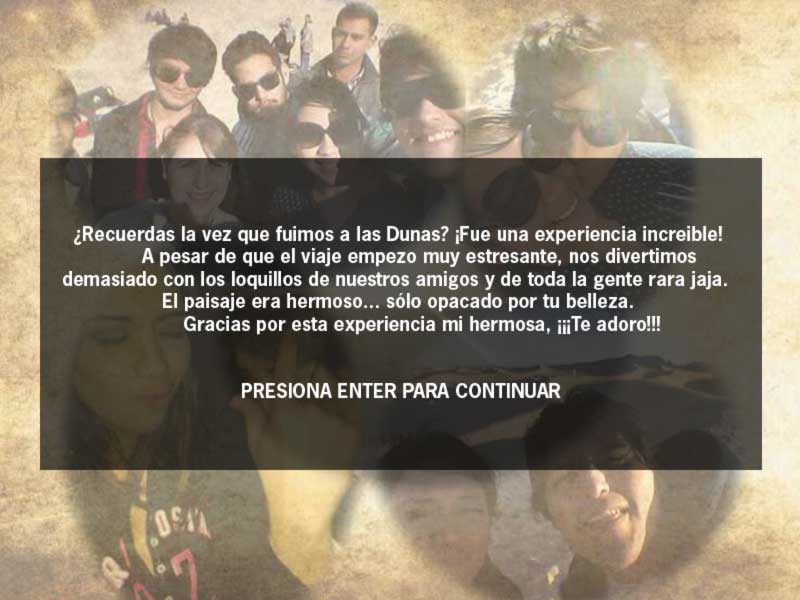 ¿Recuerdas la vez que fuimos a las Dunas? ¡Fue una experiencia increible!
A pesar de que el viaje empezo muy estresante, nos divertimos
demasiado con los loquillos de nuestros amigos y de toda la gente rara jaja.
El paisaje era hermoso... sólo opacado por tu belleza.
Gracias por esta experiencia mi hermosa, ¡¡¡Te adoro!!!
PRESIONA ENTER PARA CONTINUAR